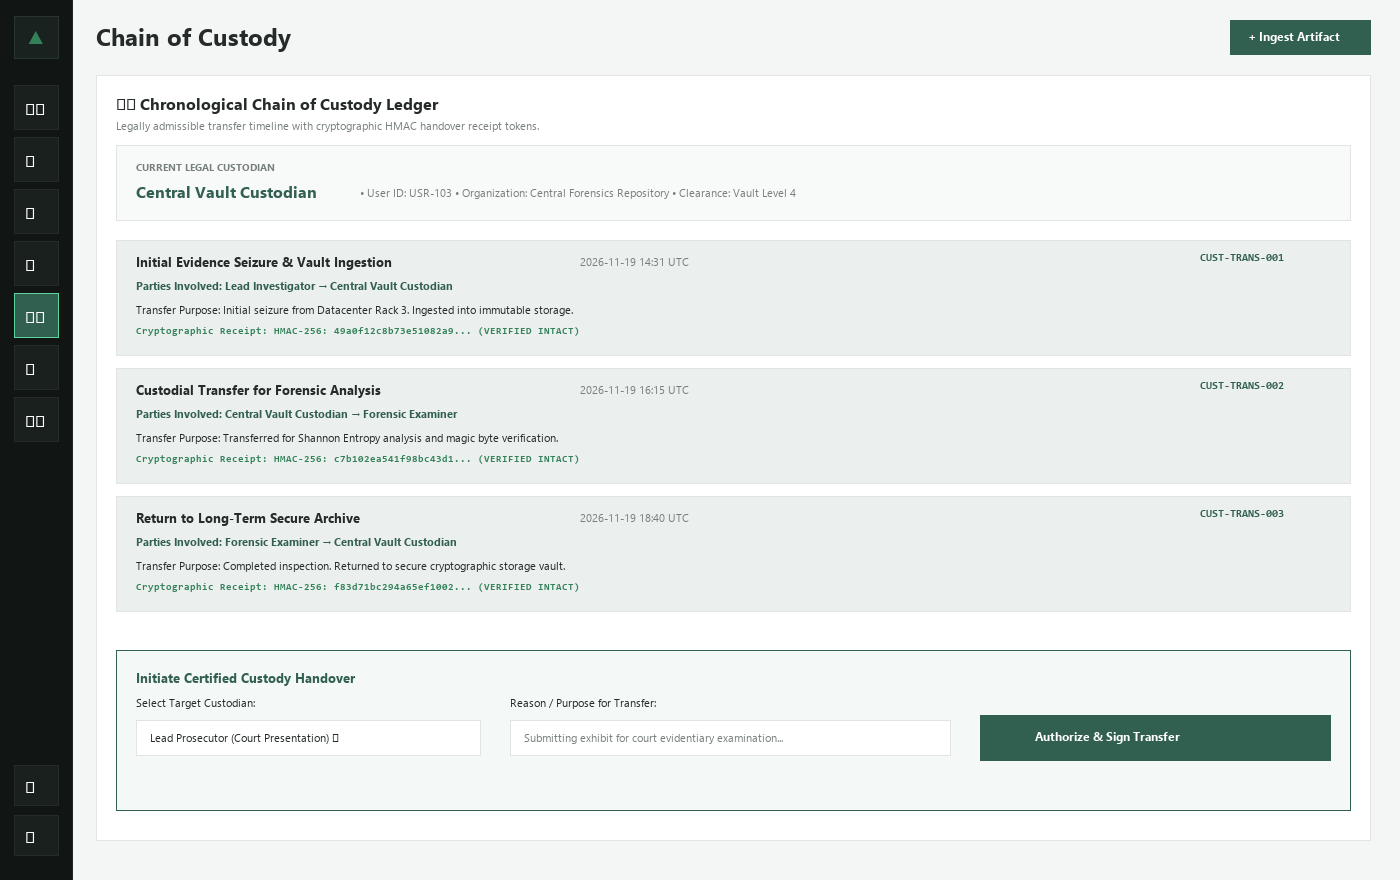 Chain of Custody
+ Ingest Artifact
Chronological Chain of Custody Ledger
Legally admissible transfer timeline with cryptographic HMAC handover receipt tokens.
CURRENT LEGAL CUSTODIAN
Central Vault Custodian • User ID: USR-103 • Organization: Central Forensics Repository • Clearance: Vault Level 4
Initial Evidence Seizure & Vault Ingestion 2026-11-19 14:31 UTC CUST-TRANS-001
Parties Involved: Lead Investigator → Central Vault Custodian
Transfer Purpose: Initial seizure from Datacenter Rack 3. Ingested into immutable storage.
Cryptographic Receipt: HMAC-256: 49a0f12c8b73e51082a9... (VERIFIED INTACT)
Custodial Transfer for Forensic Analysis 2026-11-19 16:15 UTC CUST-TRANS-002
Parties Involved: Central Vault Custodian → Forensic Examiner
Transfer Purpose: Transferred for Shannon Entropy analysis and magic byte verification.
Cryptographic Receipt: HMAC-256: c7b102ea541f98bc43d1... (VERIFIED INTACT)
Return to Long-Term Secure Archive 2026-11-19 18:40 UTC CUST-TRANS-003
Parties Involved: Forensic Examiner → Central Vault Custodian
Transfer Purpose: Completed inspection. Returned to secure cryptographic storage vault.
Cryptographic Receipt: HMAC-256: f83d71bc294a65ef1002... (VERIFIED INTACT)
Initiate Certified Custody Handover
Select Target Custodian: Reason / Purpose for Transfer:
Lead Prosecutor (Court Presentation) Submitting exhibit for court evidentiary examination... Authorize & Sign Transfer